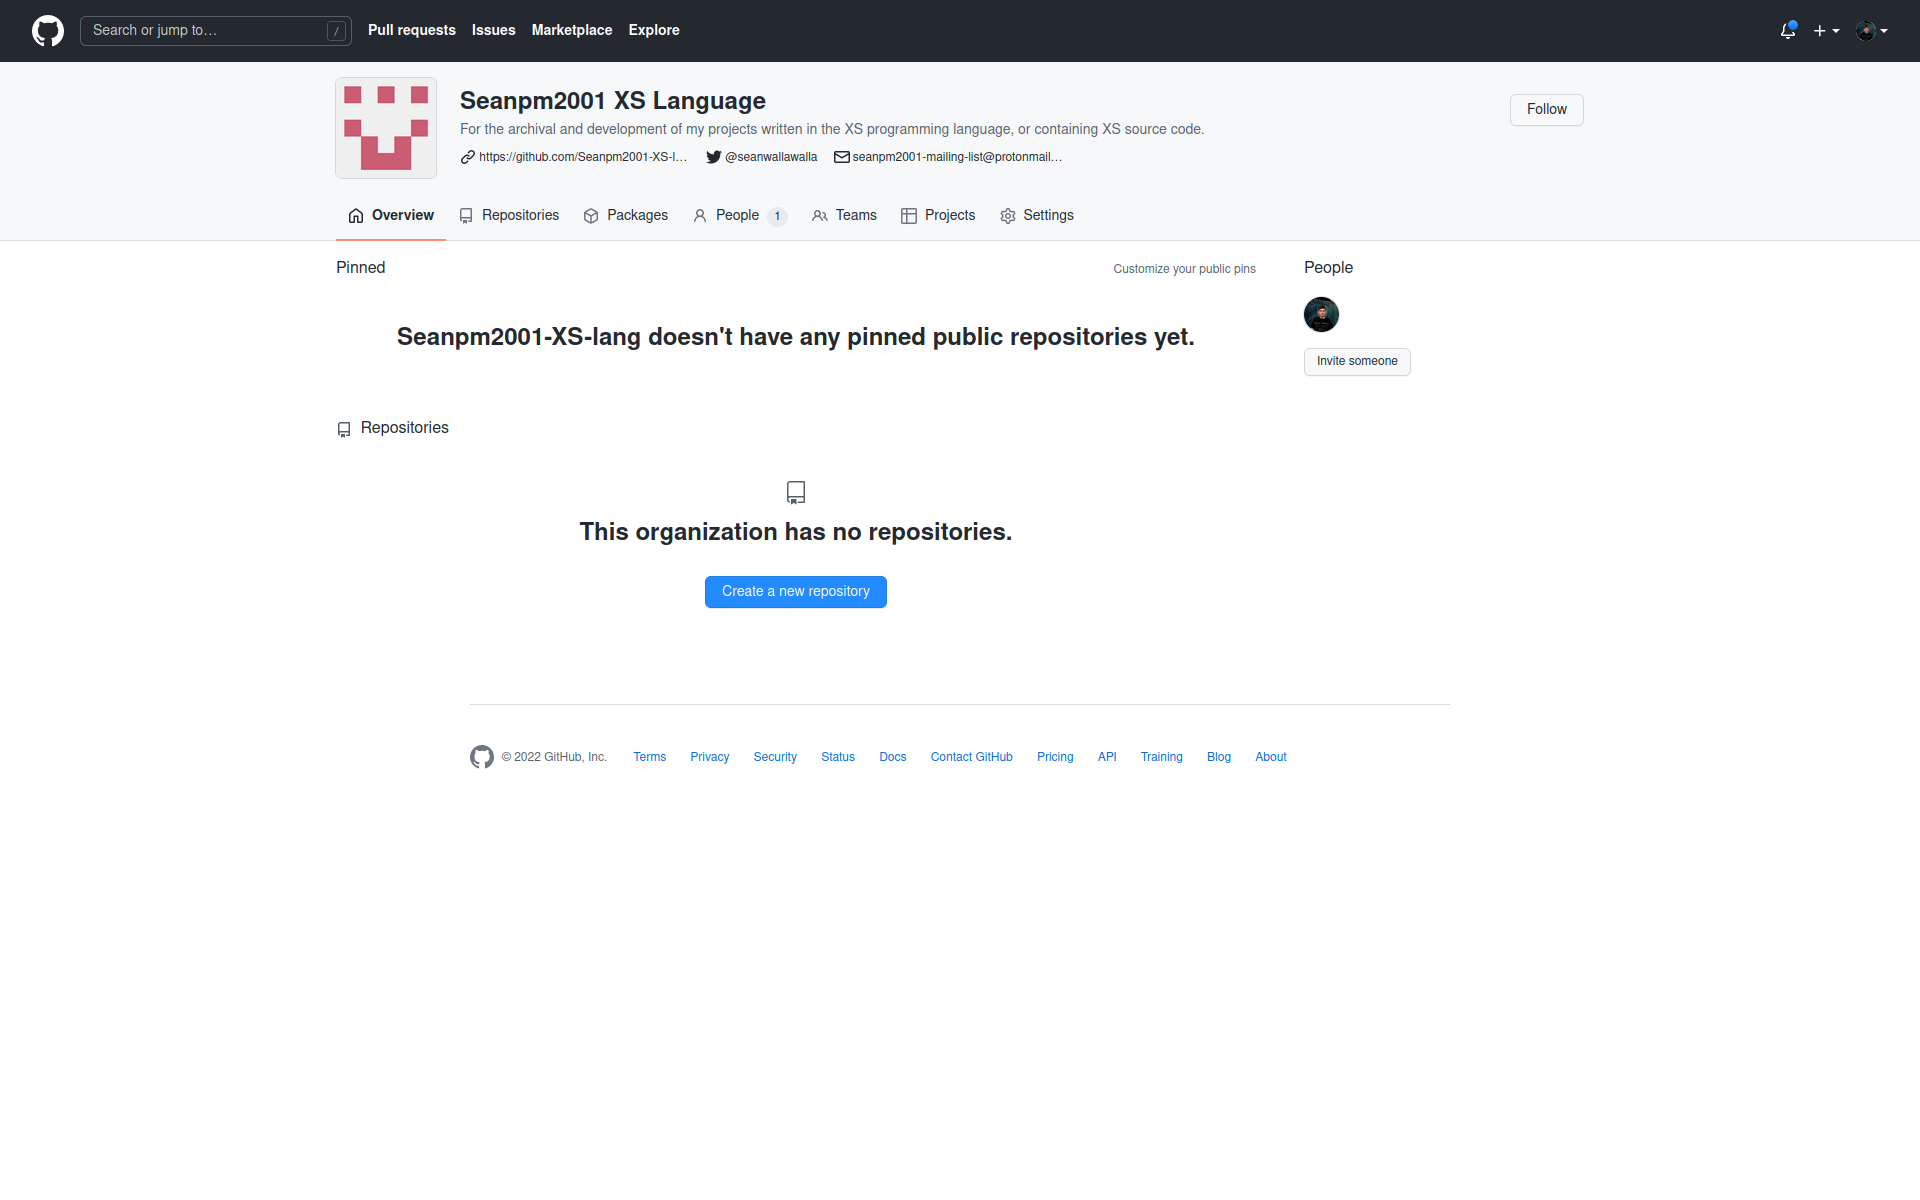 Search or jump to… /
Pull requests
Issues
Marketplace
Explore
Seanpm2001 XS Language
For the archival and development of my projects written in the XS programming language, or containing XS source code.
https://github.com/Seanpm2001-XS-l…
@seanwallawalla
seanpm2001-mailing-list@protonmail…
Follow
Overview
Repositories
Packages
People 1
Teams
Projects
Settings
Pinned
Customize your public pins
Seanpm2001-XS-lang doesn't have any pinned public repositories yet.
People
Invite someone
Repositories
This organization has no repositories.
Create a new repository
© 2022 GitHub, Inc.
Terms
Privacy
Security
Status
Docs
Contact GitHub
Pricing
API
Training
Blog
About